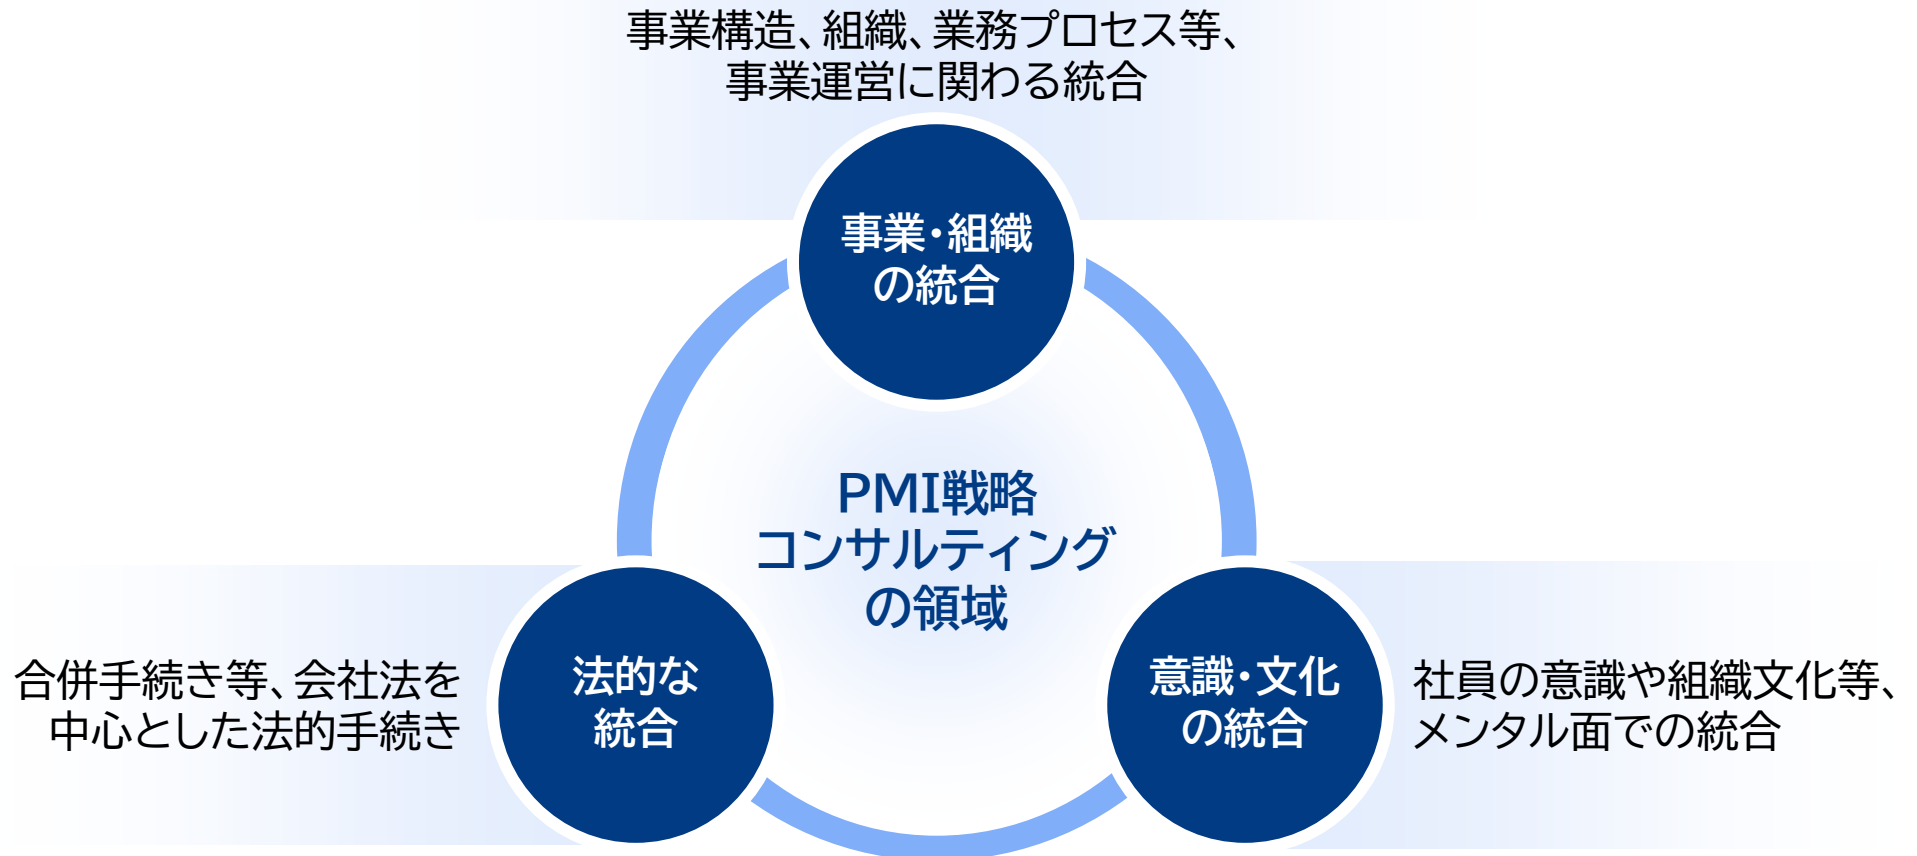 事業構造、組織、業務プロセス等、
事業運営に関わる統合
事業・組織
の統合
PMI戦略
コンサルティング
の領域
合併手続き等、会社法を
中心とした法的手続き
法的な
統合
意識・文化
の統合
社員の意識や組織文化等、
メンタル面での統合